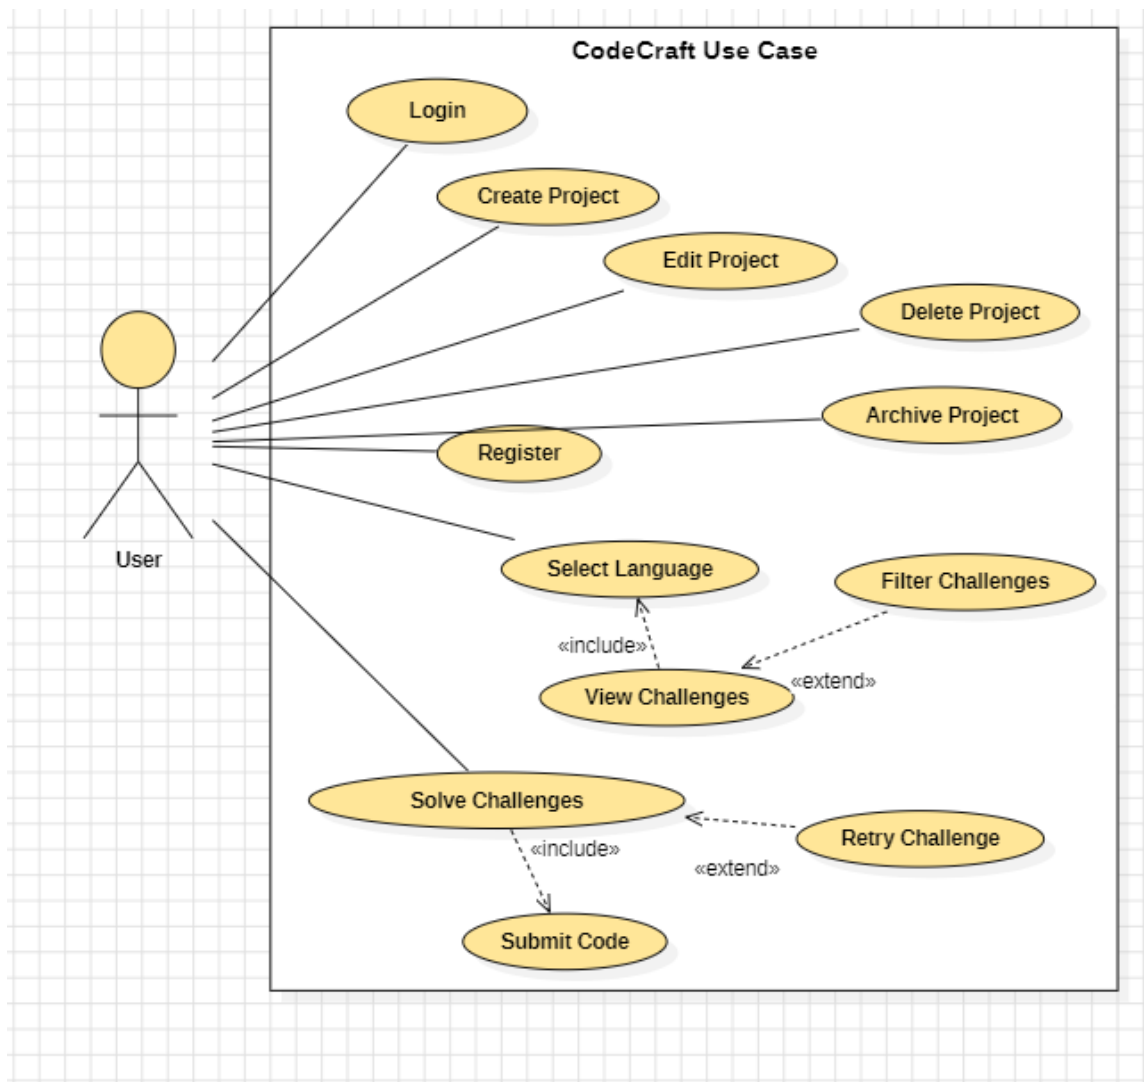 CodeCraft Use Case
Login
Create Project
Edit Project
Delete Project
Archive Project
Register
User
Select Language
Filter Challenges
«include»
«extend»
View Challenges
Solve Challenges
Retry Challenge
«include»
«extend»
Submit Code